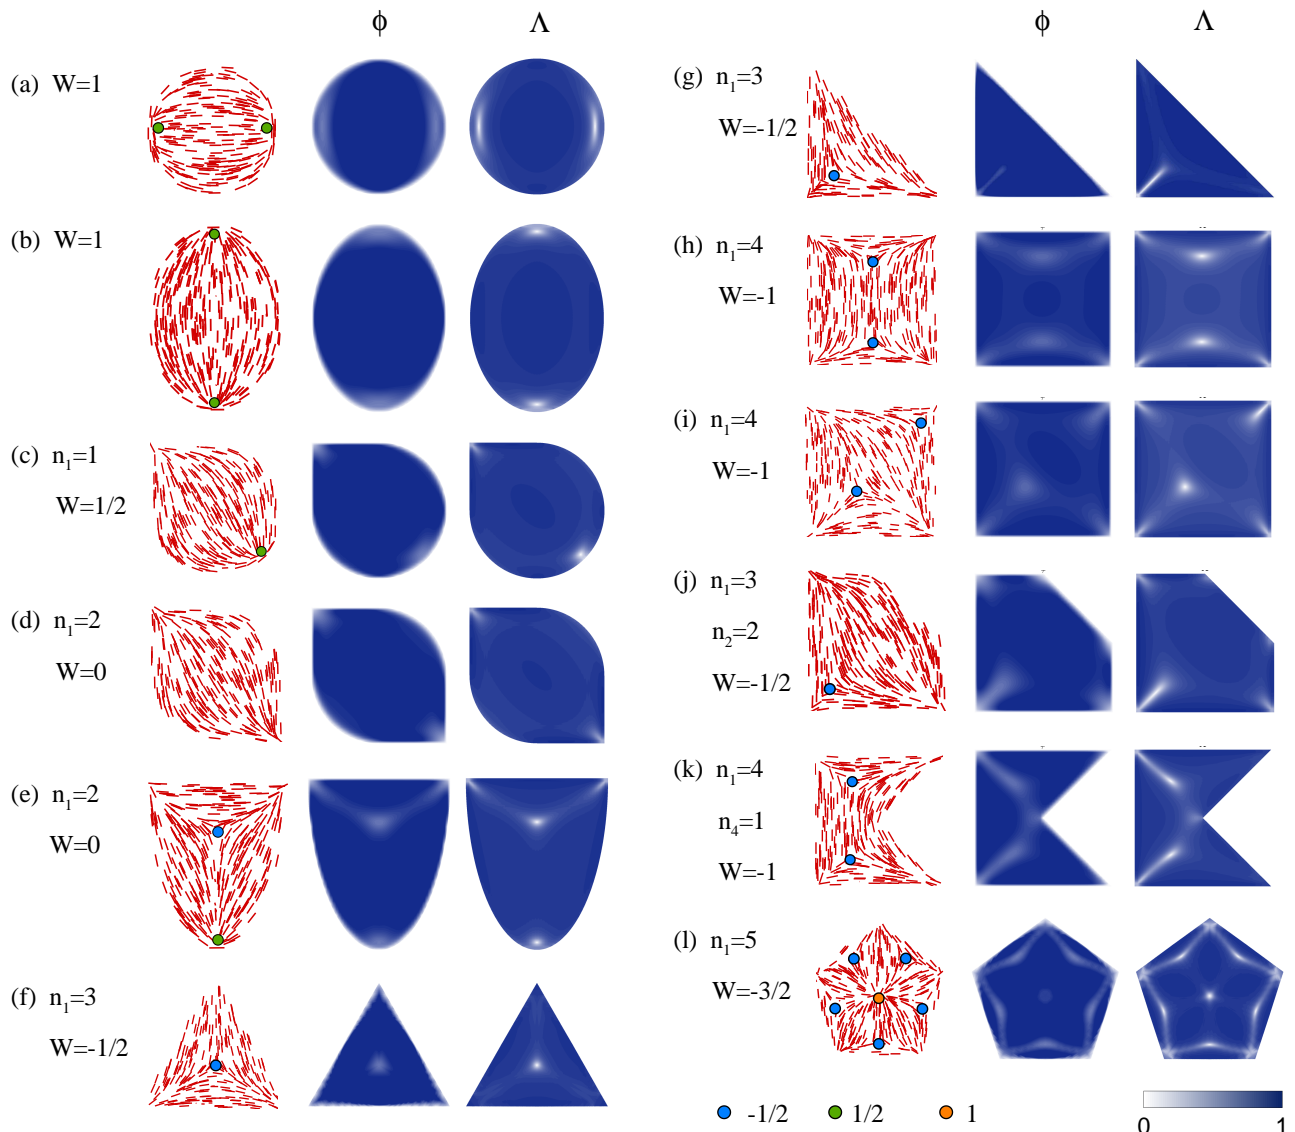 ϕ Λ
(a) W=1
(b) W=1
(c) n1=1
W=1/2
(d) n1=2
W=0
(e) n1=2
W=0
(f) n1=3
W=-1/2
ϕ Λ
(g) n1=3
W=-1/2
(h) n1=4
W=-1
(i) n1=4
W=-1
(j) n1=3
n2=2
W=-1/2
(k) n1=4
n4=1
W=-1
(l) n1=5
W=-3/2
-1/2 1/2 1
0 1